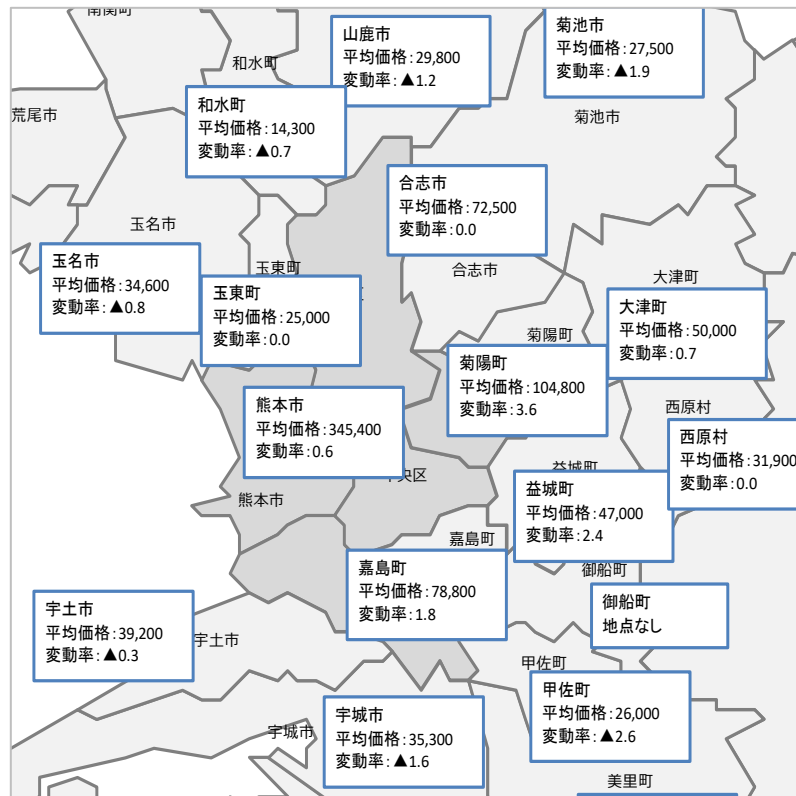 南関町
山鹿市
平均価格:29,800
変動率:▲1.2
菊池市
平均価格:27,500
変動率:▲1.9
和水町
和水町
平均価格:14,300
変動率:▲0.7
荒尾市
菊池市
合志市
平均価格:72,500
変動率:0.0
玉名市
玉名市
平均価格:34,600
変動率:▲0.8
玉東町
玉東町
平均価格:25,000
変動率:0.0
合志市
大津町
大津町
平均価格:50,000
変動率:0.7
菊陽町
菊陽町
平均価格:104,800
変動率:3.6
熊本市
平均価格:345,400
変動率:0.6
西原村
西原村
平均価格:31,900
変動率:0.0
中央区
益城町
益城町
平均価格:47,000
変動率:2.4
熊本市
嘉島町
嘉島町
平均価格:78,800
変動率:1.8
御船町
御船町
地点なし
宇土市
平均価格:39,200
変動率:▲0.3
宇土市
甲佐町
甲佐町
平均価格:26,000
変動率:▲2.6
宇城市
宇城市
平均価格:35,300
変動率:▲1.6
美里町